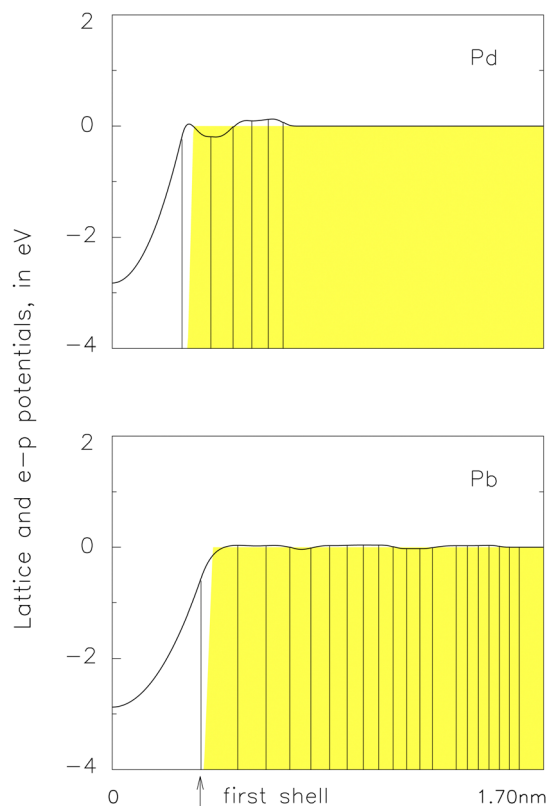 2
Pd
0
−2
−4
Lattice and e−p potentials, in eV
2
Pb
0
−2
−4
0
first shell
1.70nm